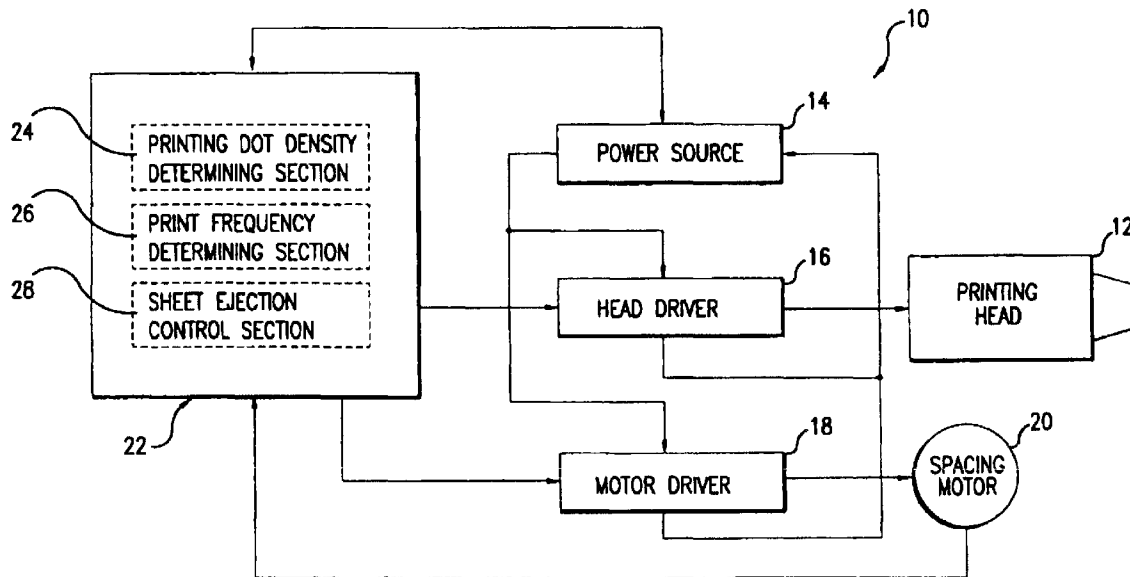 10
24
PRINTING DOT DENSITY
DETERMINING SECTION
14
POWER SOURCE
26
PRINT FREQUENCY
DETERMINING SECTION
16
12
28
SHEET EJECTION
CONTROL SECTION
HEAD DRIVER
PRINTING
HEAD
22
18
20
MOTOR DRIVER
SPACING
MOTOR